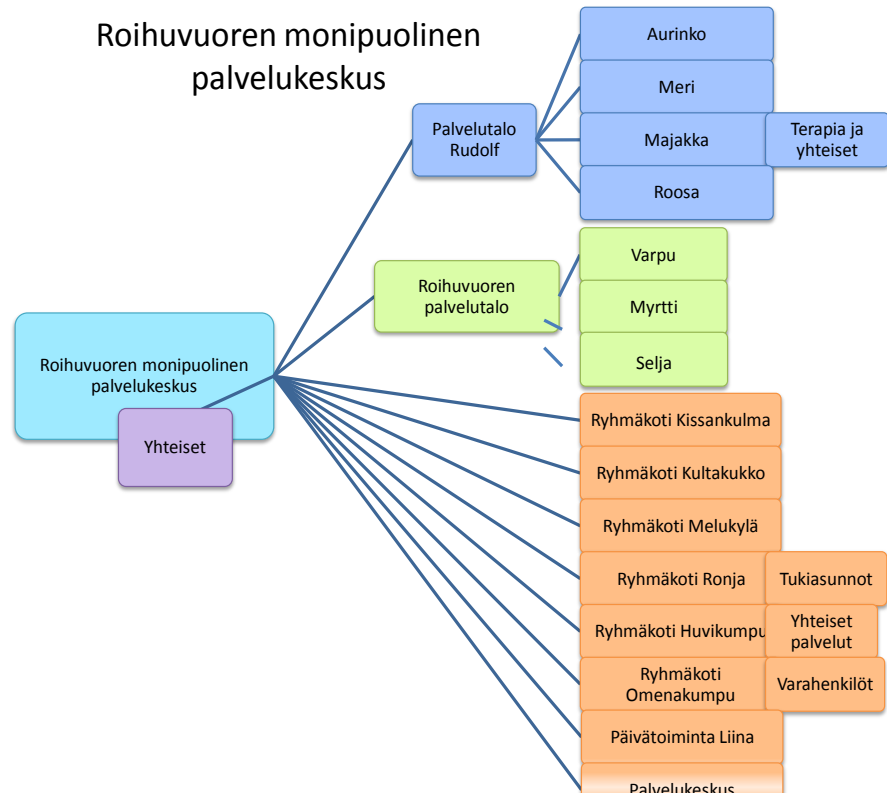 Roihuvuoren monipuolinen
palvelukeskus
Aurinko
Meri
Palvelutalo
Rudolf
Majakka
Terapia ja
yhteiset
Roosa
Varpu
Roihuvuoren
palvelutalo
Myrtti
Selja
Roihuvuoren monipuolinen
palvelukeskus
Yhteiset
Ryhmäkoti Kissankulma
Ryhmäkoti Kultakukko
Ryhmäkoti Melukylä
Ryhmäkoti Ronja
Tukiasunnot
Ryhmäkoti Huvikumpu
Yhteiset
palvelut
Ryhmäkoti
Omenakumpu
Varahenkilöt
Päivätoiminta Liina
Palvelukeskus